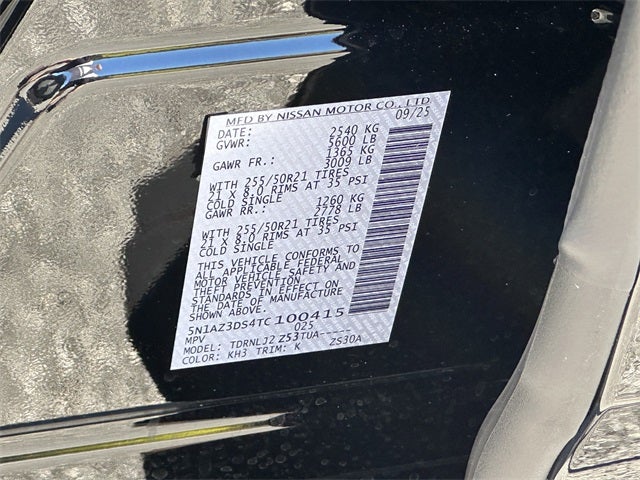 MFD BY NISSAN MOTOR CO., LTD
DATE: 09/25
GVWR: 2540 KG
5600 LB
GAWR FR.: 1365 KG
3009 LB
WITH 255/50R21 TIRES
21 X 8.0 RIMS AT 35 PSI
COLD SINGLE
GAWR RR.: 1260 KG
2778 LB
WITH 255/50R21 TIRES
21 X 8.0 RIMS AT 35 PSI
COLD SINGLE
THIS VEHICLE CONFORMS TO
ALL APPLICABLE FEDERAL
MOTOR VEHICLE SAFETY AND
THEFT PREVENTION
STANDARDS IN EFFECT ON
THE DATE OF MANUFACTURE
SHOWN ABOVE.
5N1AZ3DS4TC100415
MPV 025
MODEL: TDRNLJ2Z53TUA-----
COLOR: KH3 TRIM: K ZS30A